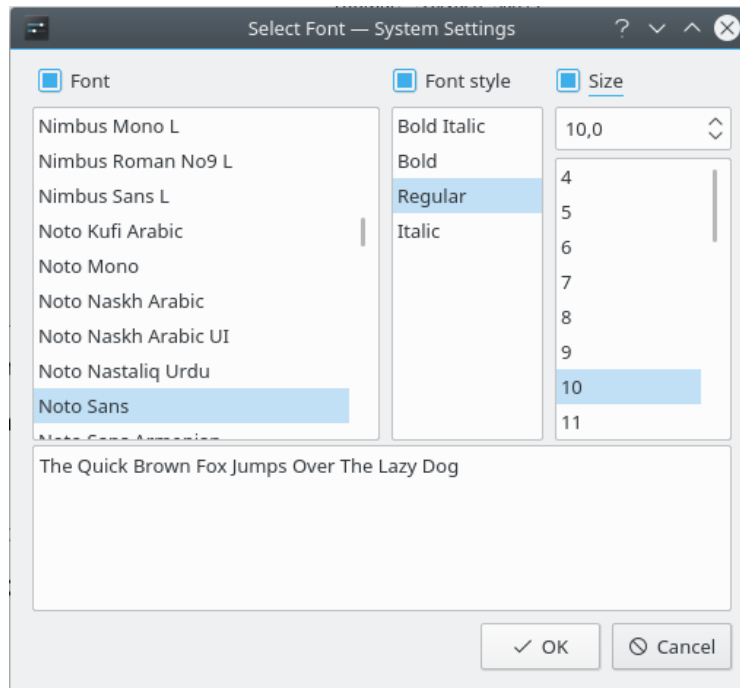 Select Font — System Settings
Font
Font style
Size
Nimbus Mono L
Nimbus Roman No9 L
Nimbus Sans L
Noto Kufi Arabic
Noto Mono
Noto Naskh Arabic
Noto Naskh Arabic UI
Noto Nastaliq Urdu
Noto Sans
Noto Sans Armenian
Bold Italic
Bold
Regular
Italic
10,0
4
5
6
7
8
9
10
11
The Quick Brown Fox Jumps Over The Lazy Dog
OK
Cancel